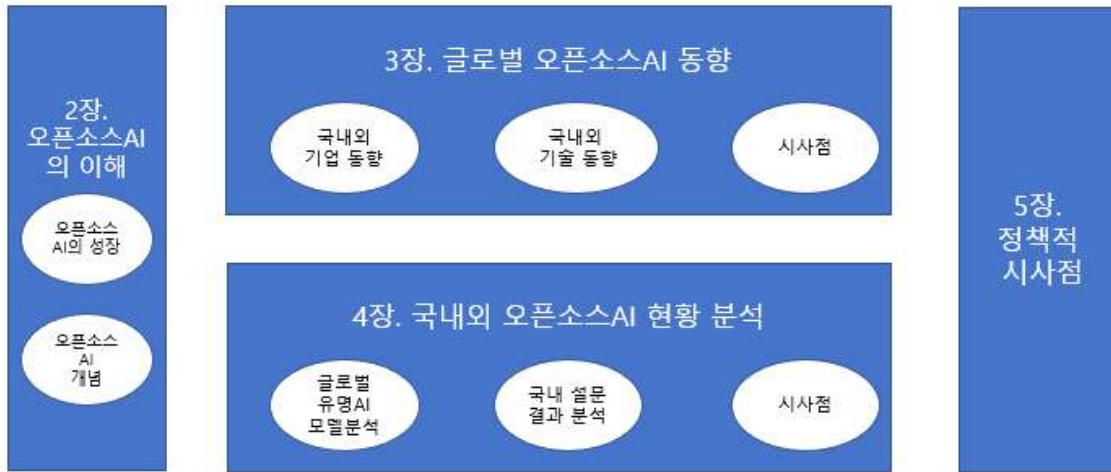 2장.
오픈소스AI
의 이해
오픈소스
AI의 성장
오픈소스
AI
개념
3장. 글로벌 오픈소스AI 동향
국내외
기업 동향
국내외
기술 동향
시사점
4장. 국내외 오픈소스AI 현황 분석
글로벌
유명AI
모델분석
국내 설문
결과 분석
시사점
5장.
정책적
시사점